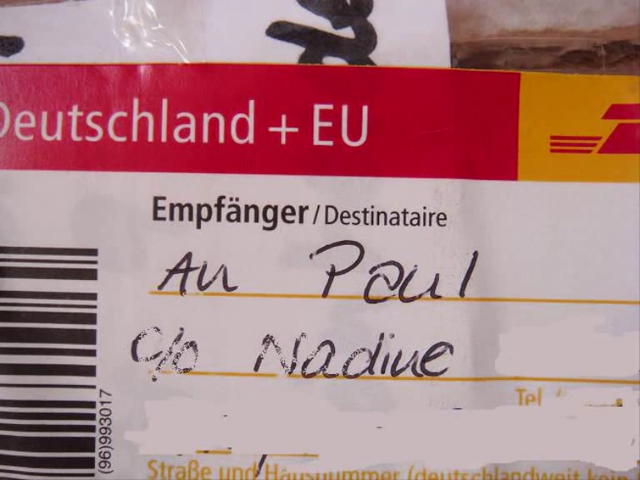 Deutschland + EU
Empfänger / Destinataire
An Paul
c/o Nadine
Tel
(96)993017
Straße und Hausnummer (deutschlandweit kein